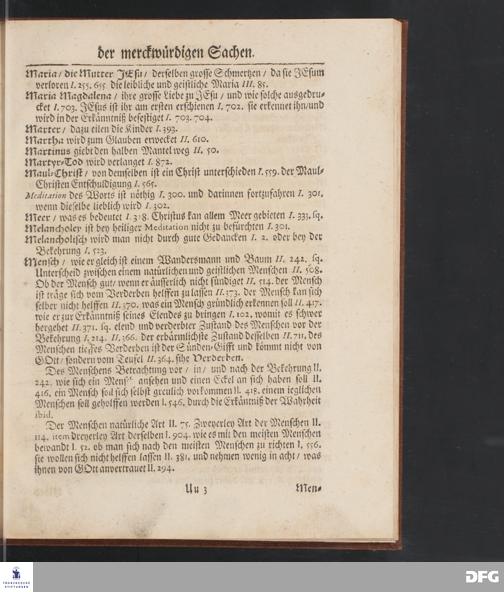 der merckwürdigen Sachen.
Maria/ die Mutter JEsu/ derselben grosse Schmertzen/ da sie JEsum
verloren I. 255. 655 die leibliche und geistliche Maria III. 85.
Maria Magdalena/ ihre grosse Liebe zu JEsu/ und wie solche ausgedru-
cket I. 703. JEsus ist ihr am ersten erschienen I. 702. sie erkennet ihn/und
wird in der Erkäntniß befestiget I. 703. 704.
Marter/ dazu eilen die Kinder I. 393.
Martha wird zum Glauben erwecket II. 610.
Martinus giebt den halben Mantel weg II. 50.
Martyr-Tod wird verlanget I. 872.
Maul-Christ/ von demselben ist ein Christ unterschieden I. 559. der Maul-
Christen Entschuldigung I. 565.
Meditation des Worts ist nöthig I. 300. und darinnen fortzufahren I. 301.
wenn dieselbe lieblich wird I. 302.
Meer/ was es bedeutet I. 318. Christus kan allem Meer gebieten I. 333. sq.
Melancholey ist bey heiliger Meditation nicht zu befürchten I. 301.
Melancholisch wird man nicht durch gute Gedancken I. 2. oder bey der
Bekehrung I. 523.
Mensch/ wie er gleich ist einem Wandersmann und Baum II. 242. sq.
Unterscheid zwischen einem natürlichen und geistlichen Menschen II. 508.
Ob der Mensch gut/ wenn er äusserlich nicht sündiget II. 514. der Mensch
ist träge sich vom Verderben helffen zu lassen II. 373. der Mensch kan sich
selber nicht helffen II. 370. was ein Mensch gründlich erkennen soll II. 417.
wie er zur Erkäntniß seines Elendes zu bringen I. 102. womit es schwer
hergehet II. 371. sq. elend und verderbter Zustand des Menschen vor der
Bekehrung I. 214. II. 366. der erbärmlichste Zustand desselben II. 711. des
Menschen tieffes Verderben ist der Sünden-Gifft und kömmt nicht von
GOtt/ sondern vom Teufel II. 364. sihe Verderben.
Des Menschens Betrachtung vor/ in/ und nach der Bekehrung II.
242. wie sich ein Mensch ansehen und einen Eckel an sich haben soll II.
416. ein Mensch soll sich selbst greulich vorkommen II. 418. einem ieglichen
Menschen soll geholffen werden I. 546. durch die Erkäntniß der Wahrheit
ibid.
Der Menschen natürliche Art II. 75. Zweyerley Art der Menschen II.
114. item Dreyerley Art derselben I. 904. wie es mit den meisten Menschen
bewandt I. 52. ob man sich nach den meisten Menschen zu richten I. 556.
sie wollen sich nicht helffen lassen II. 381. und nehmen wenig in acht/ was
ihnen von GOtt anvertrauet II. 294.
Uu 3 Men-
FRANCKESCHE
STIFTUNGEN
DFG